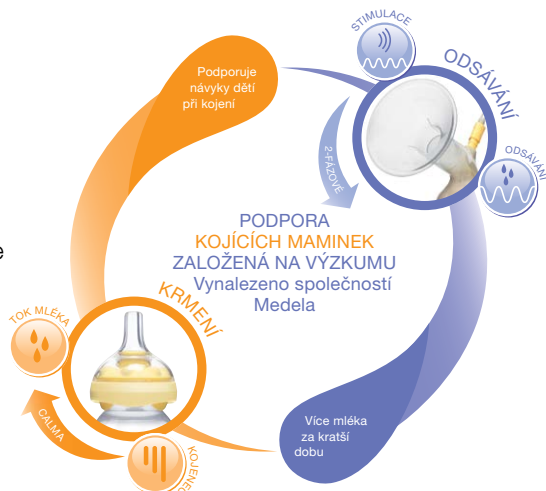 STIMULACE
ODSÁVÁNÍ
Podporuje
návyky dětí
při kojení
2-FÁZOVÉ
ODSÁVÁNÍ
PODPORA
KOJÍCÍCH MAMINEK
ZALOŽENÁ NA VÝZKUMU
Vynalezeno společností
Medela
e
KRMENÍ
TOK MLÉKA
CALMA
KOJENEC
Více mléka
za kratší
dobu